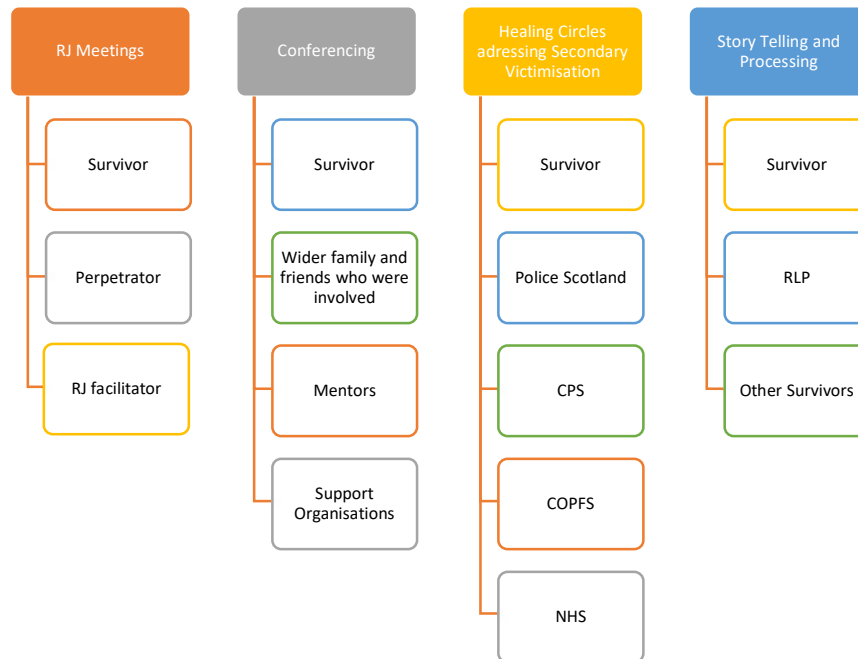 RJ Meetings
Survivor
Perpetrator
RJ facilitator
Conferencing
Survivor
Wider family and
friends who were
involved
Mentors
Support
Organisations
Healing Circles
adressing Secondary
Victimisation
Survivor
Police Scotland
CPS
COPFS
NHS
Story Telling and
Processing
Survivor
RLP
Other Survivors